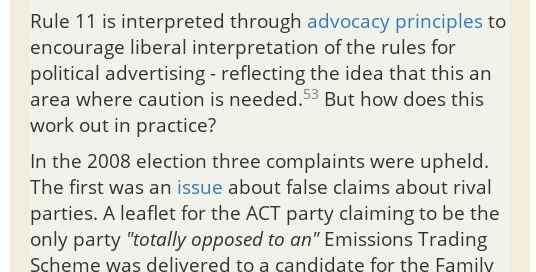 Rule 11 is interpreted through advocacy principles to
encourage liberal interpretation of the rules for
political advertising - reflecting the idea that this an
area where caution is needed.53 But how does this
work out in practice?
In the 2008 election three complaints were upheld.
The first was an issue about false claims about rival
parties. A leaflet for the ACT party claiming to be the
only party "totally opposed to an" Emissions Trading
Scheme was delivered to a candidate for the Family